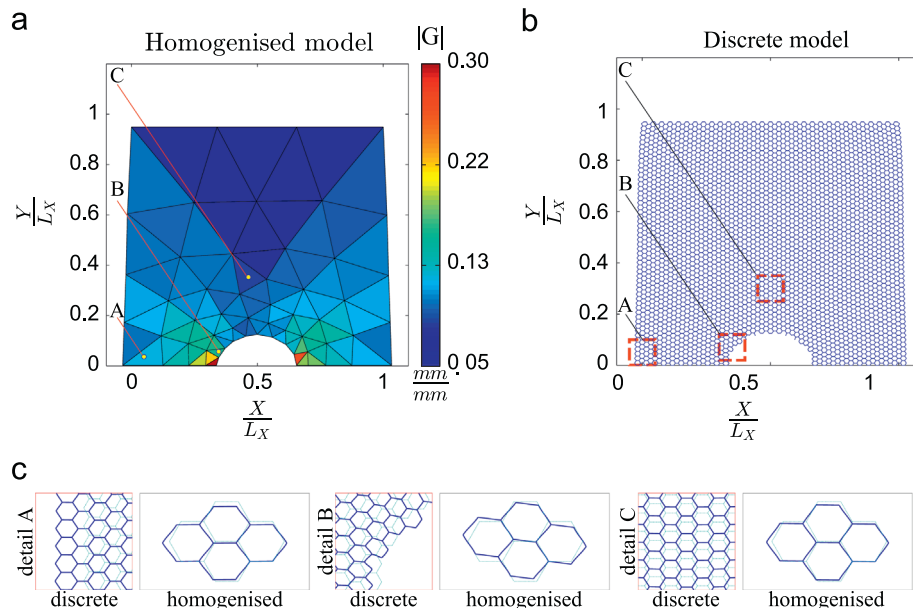 a
b
Homogenised model
|G|
Discrete model
0.30
0.22
0.13
0.05
mm
mm
C
B
A
1
0.8
0.6
0.4
0.2
0
Y
L_X
0
0.5
1
X
L_X
C
B
A
1
0.8
0.6
0.4
0.2
0
Y
L_X
0
0.5
1
X
L_X
c
detail A
discrete
homogenised
detail B
discrete
homogenised
detail C
discrete
homogenised